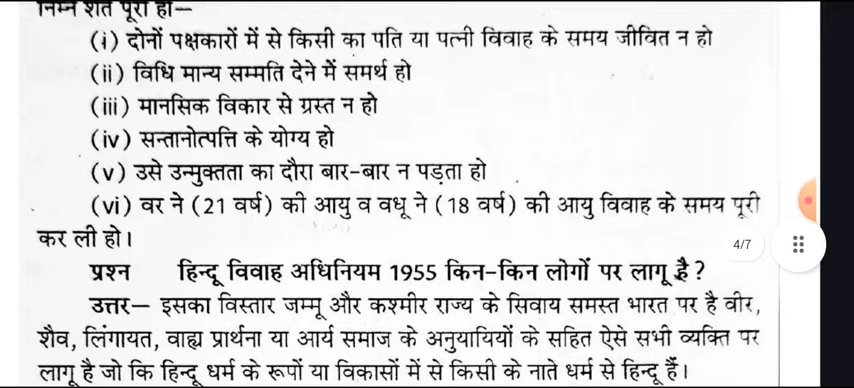 निम्न शर्तें पूरी हों—
(i) दोनों पक्षकारों में से किसी का पति या पत्नी विवाह के समय जीवित न हो
(ii) विधि मान्य सम्मति देने में समर्थ हो
(iii) मानसिक विकार से ग्रस्त न हो
(iv) सन्तानोत्पत्ति के योग्य हो
(v) उसे उन्मुक्तता का दौरा बार-बार न पड़ता हो
(vi) वर ने (21 वर्ष) की आयु व वधू ने (18 वर्ष) की आयु विवाह के समय पूरी
कर ली हो।
4/7
प्रश्न हिन्दू विवाह अधिनियम 1955 किन-किन लोगों पर लागू है?
उत्तर— इसका विस्तार जम्मू और कश्मीर राज्य के सिवाय समस्त भारत पर है वीर,
शैव, लिंगायत, वाह्य प्रार्थना या आर्य समाज के अनुयायियों के सहित ऐसे सभी व्यक्ति पर
लागू है जो कि हिन्दू धर्म के रूपों या विकासों में से किसी के नाते धर्म से हिन्दू हैं।